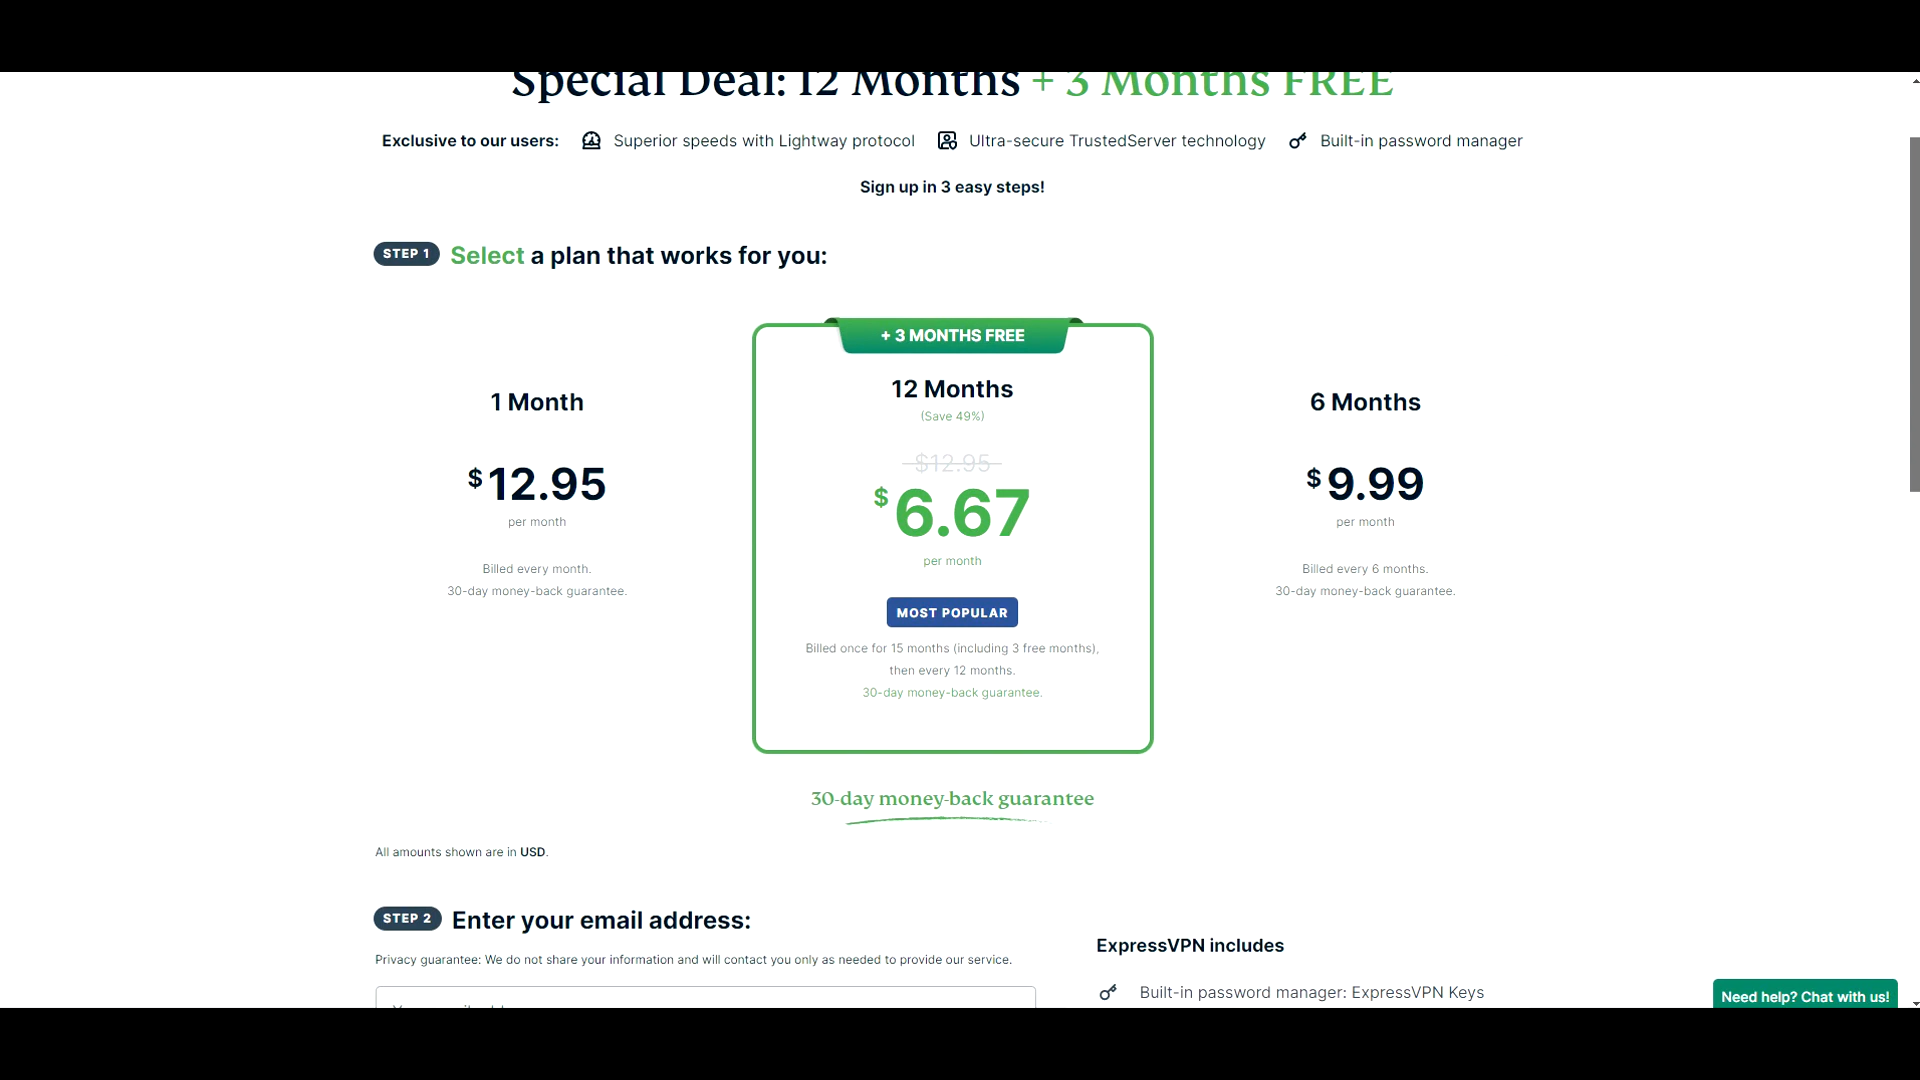 Special Deal: 12 Months + 3 Months FREE
Exclusive to our users: Superior speeds with Lightway protocol Ultra-secure TrustedServer technology Built-in password manager
Sign up in 3 easy steps!
STEP 1 Select a plan that works for you:
1 Month
$12.95
per month
Billed every month.
30-day money-back guarantee.
+ 3 MONTHS FREE
12 Months
(Save 49%)
$12.95
$6.67
per month
MOST POPULAR
Billed once for 15 months (including 3 free months),
then every 12 months.
30-day money-back guarantee.
6 Months
$9.99
per month
Billed every 6 months.
30-day money-back guarantee.
30-day money-back guarantee
All amounts shown are in USD.
STEP 2 Enter your email address:
Privacy guarantee: We do not share your information and will contact you only as needed to provide our service.
ExpressVPN includes
Built-in password manager: ExpressVPN Keys
Need help? Chat with us!